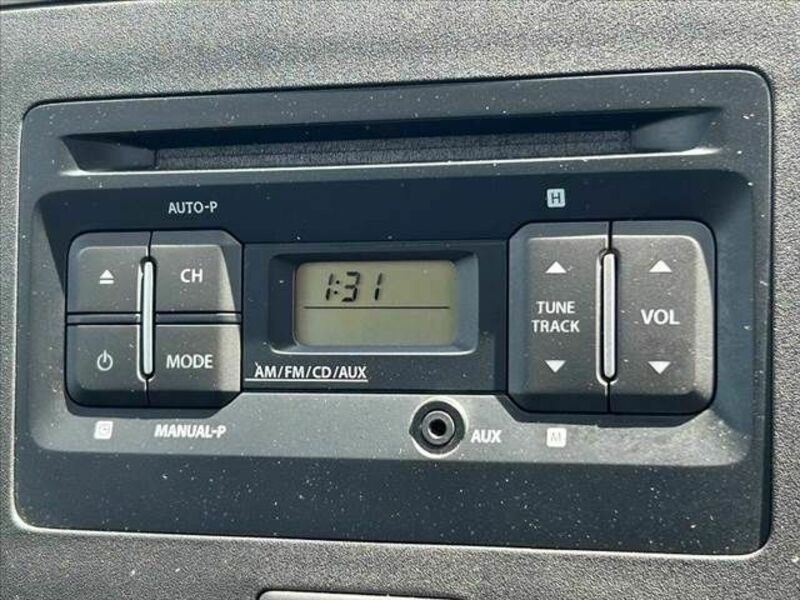 AUTO-P
H
CH
MODE
1:31
AM/FM/CD/AUX
TUNE
TRACK
VOL
C
MANUAL-P
AUX
M